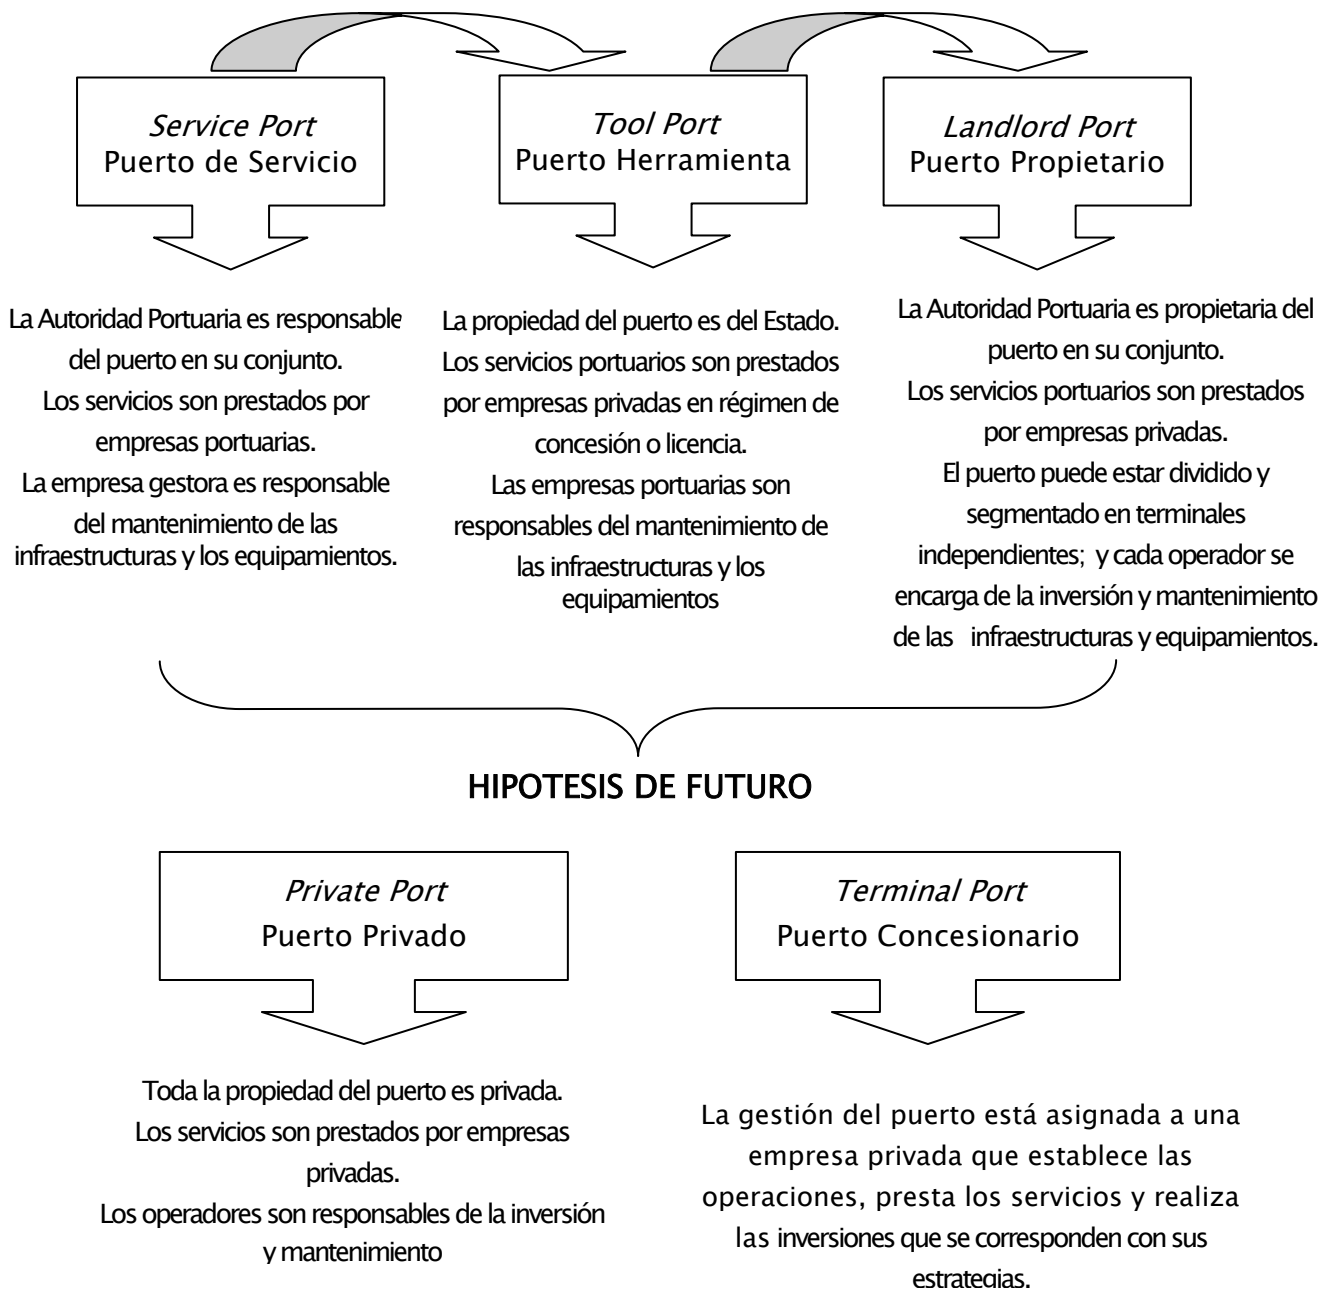 Service Port
Puerto de Servicio
Tool Port
Puerto Herramienta
Landlord Port
Puerto Propietario
La Autoridad Portuaria es responsable
del puerto en su conjunto.
Los servicios son prestados por
empresas portuarias.
La empresa gestora es responsable
del mantenimiento de las
infraestructuras y los equipamientos.
La propiedad del puerto es del Estado.
Los servicios portuarios son prestados
por empresas privadas en régimen de
concesión o licencia.
Las empresas portuarias son
responsables del mantenimiento de
las infraestructuras y los
equipamientos
La Autoridad Portuaria es propietaria del
puerto en su conjunto.
Los servicios portuarios son prestados
por empresas privadas.
El puerto puede estar dividido y
segmentado en terminales
independientes; y cada operador se
encarga de la inversión y mantenimiento
de las infraestructuras y equipamientos.
HIPOTESIS DE FUTURO
Private Port
Puerto Privado
Terminal Port
Puerto Concesionario
Toda la propiedad del puerto es privada.
Los servicios son prestados por empresas
privadas.
Los operadores son responsables de la inversión
y mantenimiento
La gestión del puerto está asignada a una
empresa privada que establece las
operaciones, presta los servicios y realiza
las inversiones que se corresponden con sus
estrategias.